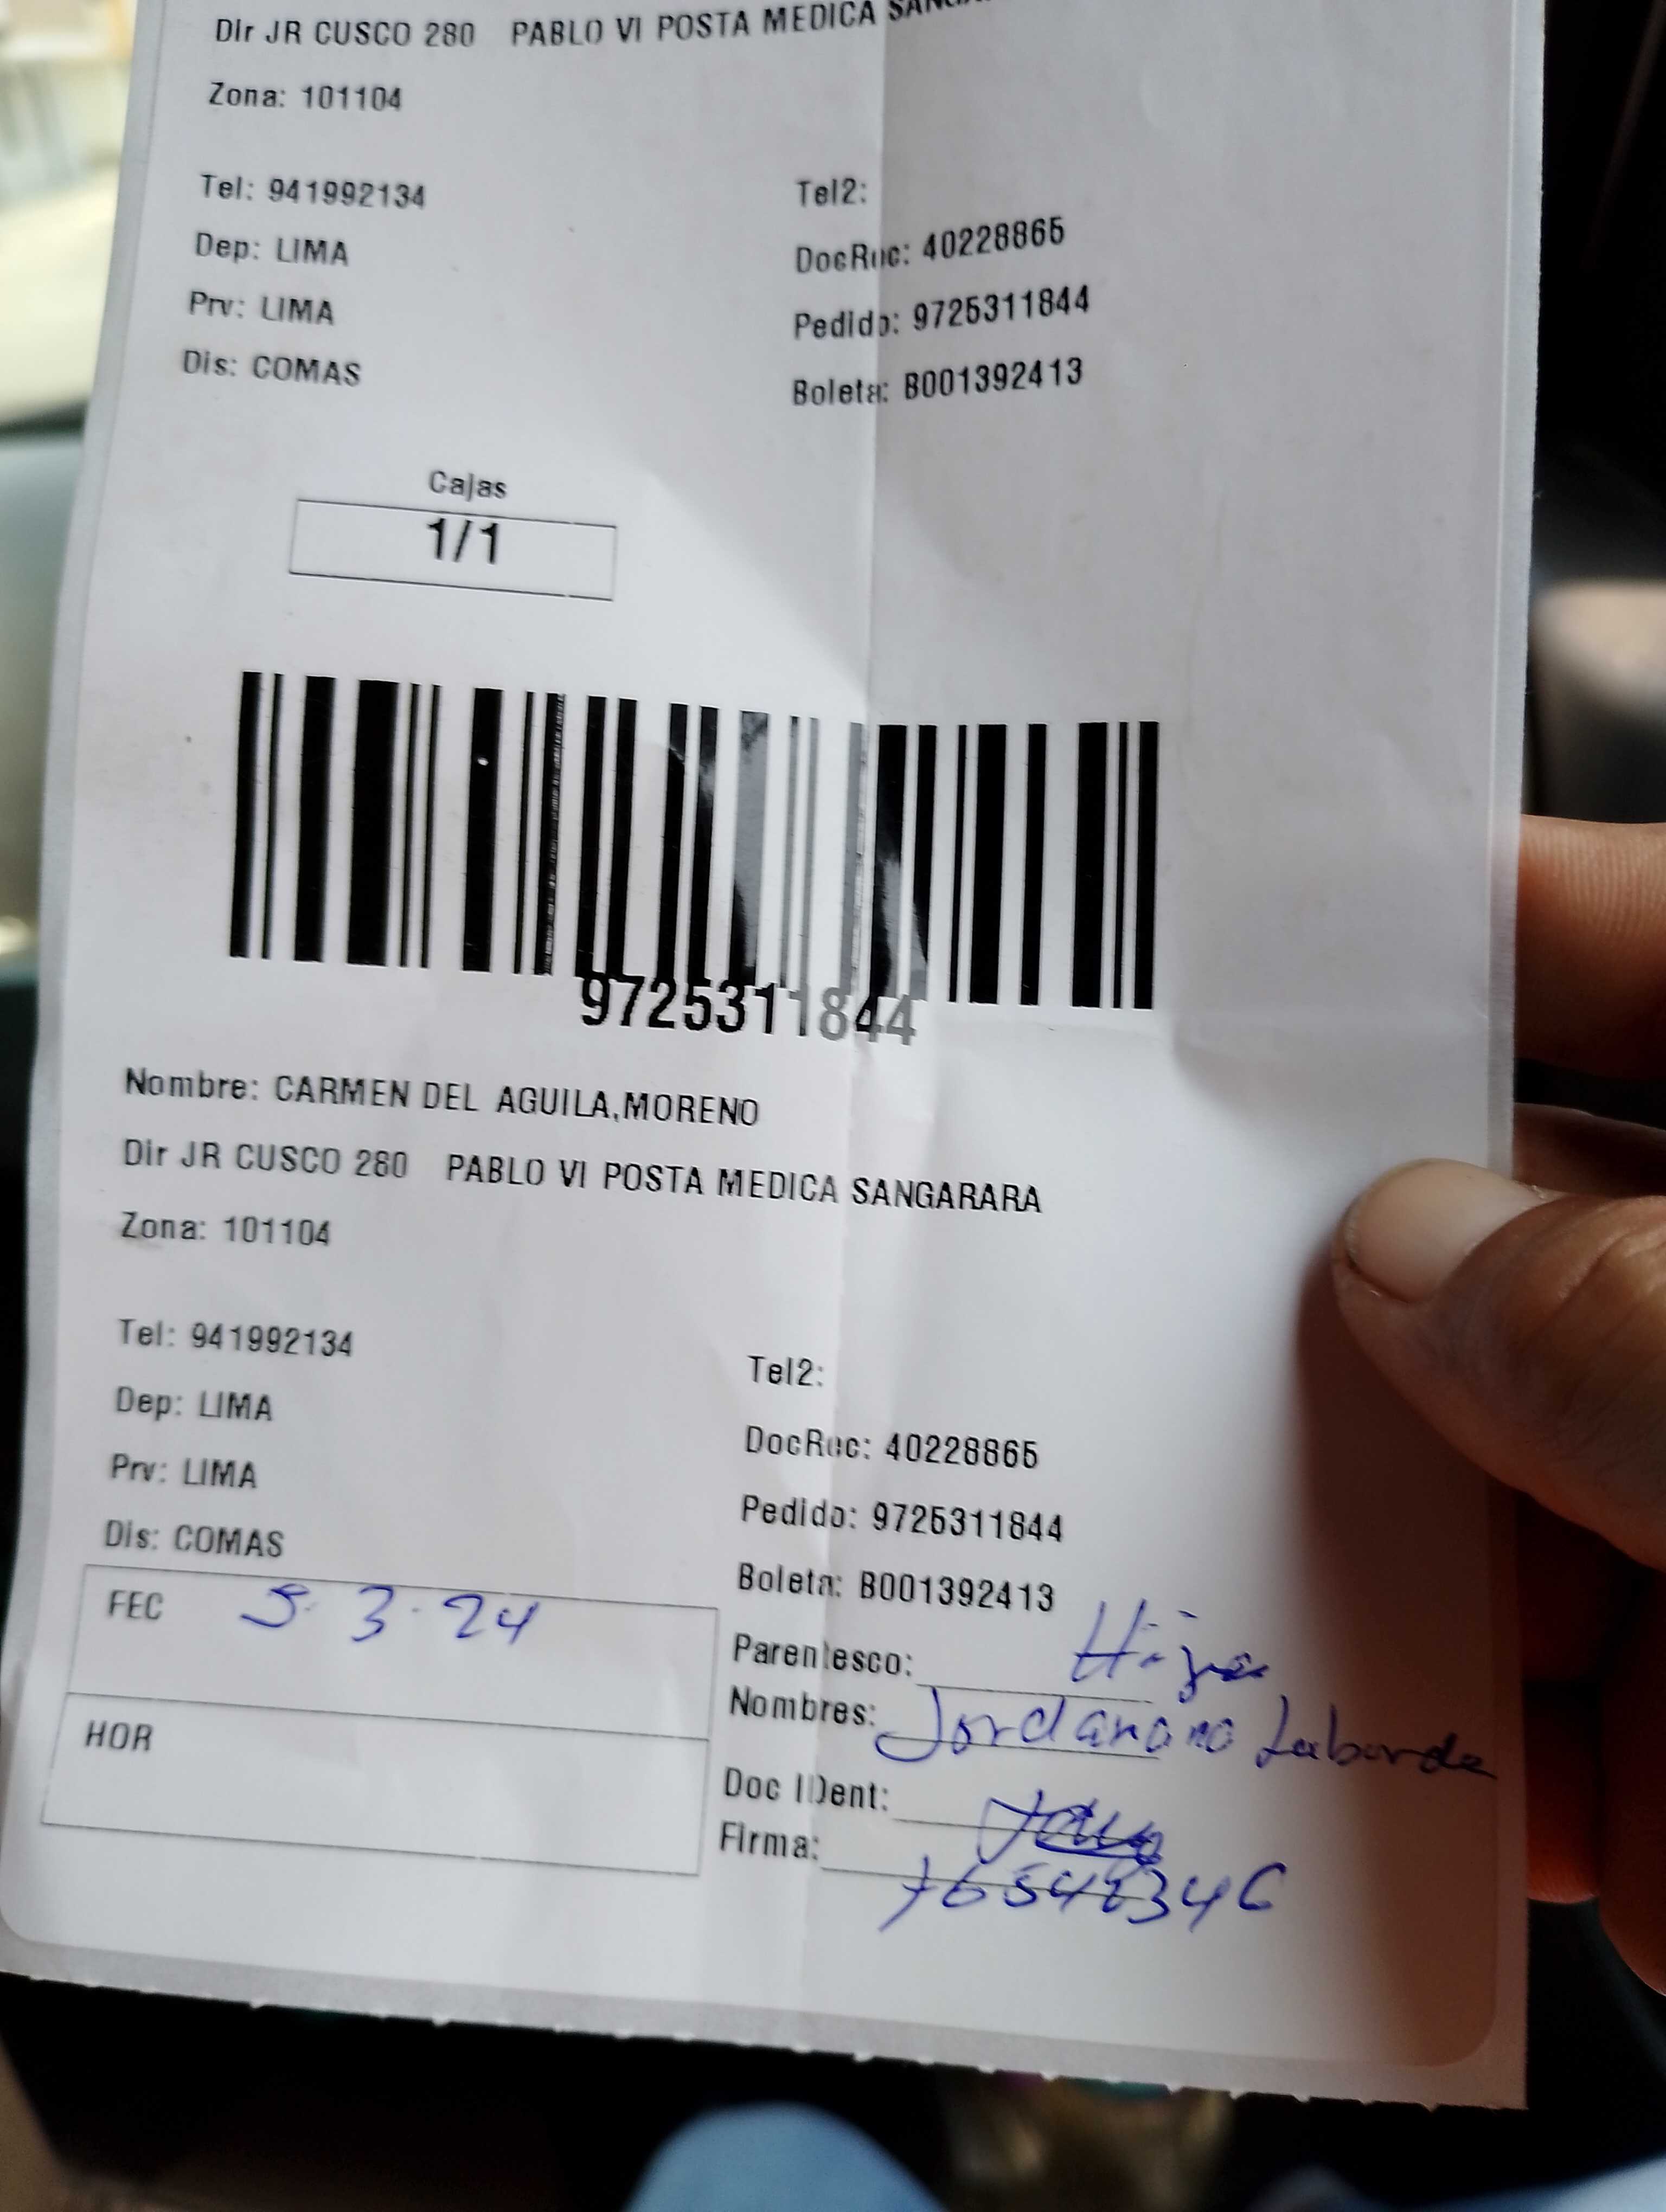 Dir JR CUSCO 280 PABLO VI POSTA MEDICA
Zona: 101104
Tel: 941992134 Tel2:
Dep: LIMA DocRuc: 40228865
Prv: LIMA Pedido: 9725311844
Dis: COMAS Boleta: B001392413
Cajas
1/1
9725311844
Nombre: CARMEN DEL AGUILA,MORENO
Dir JR CUSCO 280 PABLO VI POSTA MEDICA SANGARARA
Zona: 101104
Tel: 941992134 Tel2:
Dep: LIMA DocRuc: 40228865
Prv: LIMA Pedido: 9725311844
Dis: COMAS Boleta: B001392413
FEC 5.3.24 Parentesco: Hija
Nombres: Laborde
HOR Doc IDent:
Firma: